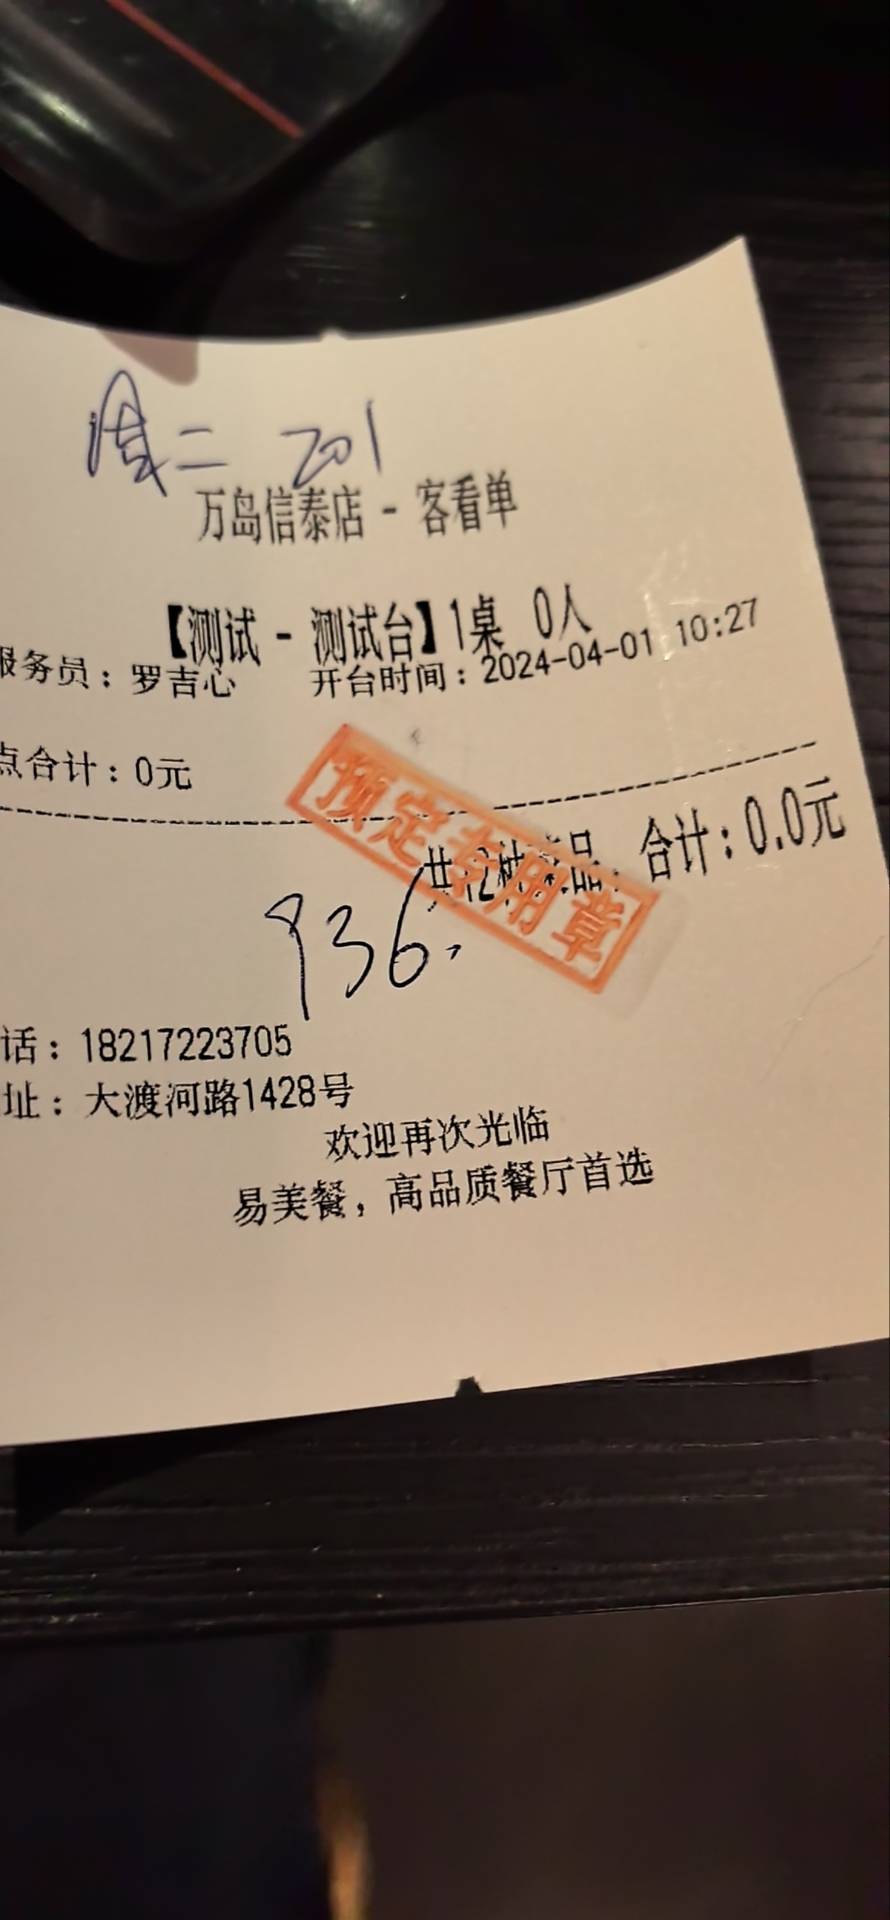 周二 201
万岛信泰店 - 客看单
【测试 - 测试台】1桌 0人
服务员：罗吉心 开台时间：2024-04-01 10:27
点合计：0元
预定专用章
合计：0.0元
936.
话：18217223705
址：大渡河路1428号
欢迎再次光临
易美餐，高品质餐厅首选